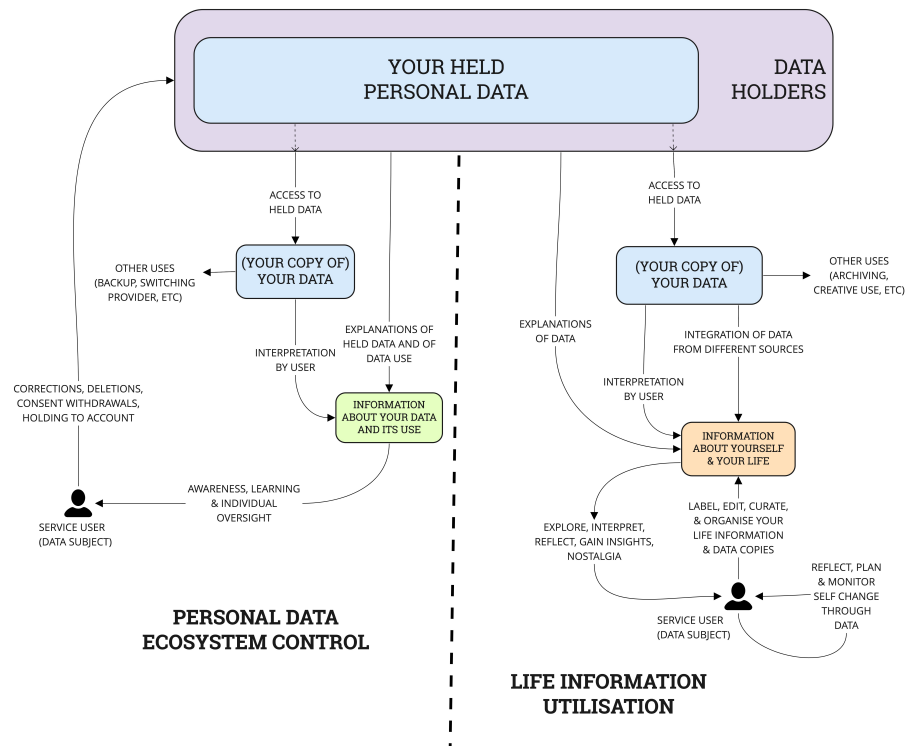 YOUR HELD
PERSONAL DATA
DATA
HOLDERS
ACCESS TO
HELD DATA
(YOUR COPY OF)
YOUR DATA
OTHER USES
(BACKUP, SWITCHING
PROVIDER, ETC)
INTERPRETATION
BY USER
EXPLANATIONS OF
HELD DATA AND OF
DATA USE
INFORMATION
ABOUT YOUR DATA
AND ITS USE
CORRECTIONS, DELETIONS,
CONSENT WITHDRAWALS,
HOLDING TO ACCOUNT
AWARENESS, LEARNING
& INDIVIDUAL
OVERSIGHT
SERVICE USER
(DATA SUBJECT)
PERSONAL DATA
ECOSYSTEM CONTROL
ACCESS TO
HELD DATA
(YOUR COPY OF)
YOUR DATA
OTHER USES
(ARCHIVING,
CREATIVE USE, ETC)
EXPLANATIONS
OF DATA
INTEGRATION OF DATA
FROM DIFFERENT SOURCES
INTERPRETATION
BY USER
INFORMATION
ABOUT YOURSELF
& YOUR LIFE
EXPLORE, INTERPRET,
REFLECT, GAIN INSIGHTS,
NOSTALGIA
LABEL, EDIT, CURATE,
& ORGANISE YOUR
LIFE INFORMATION
& DATA COPIES
REFLECT, PLAN
& MONITOR
SELF CHANGE
THROUGH
DATA
SERVICE USER
(DATA SUBJECT)
LIFE INFORMATION
UTILISATION